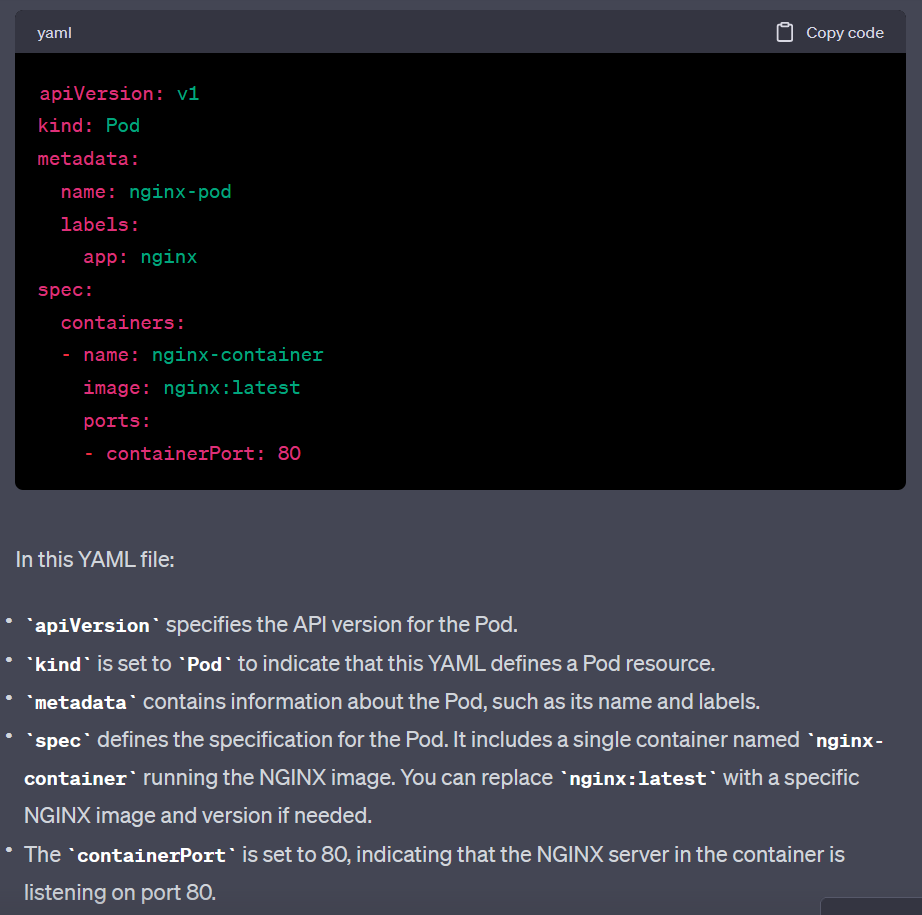 yaml
Copy code
apiVersion: v1
kind: Pod
metadata:
  name: nginx-pod
  labels:
    app: nginx
spec:
  containers:
  - name: nginx-container
    image: nginx:latest
    ports:
    - containerPort: 80
In this YAML file:
• `apiVersion` specifies the API version for the Pod.
• `kind` is set to `Pod` to indicate that this YAML defines a Pod resource.
• `metadata` contains information about the Pod, such as its name and labels.
• `spec` defines the specification for the Pod. It includes a single container named `nginx-
container` running the NGINX image. You can replace `nginx:latest` with a specific
NGINX image and version if needed.
• The `containerPort` is set to 80, indicating that the NGINX server in the container is
listening on port 80.